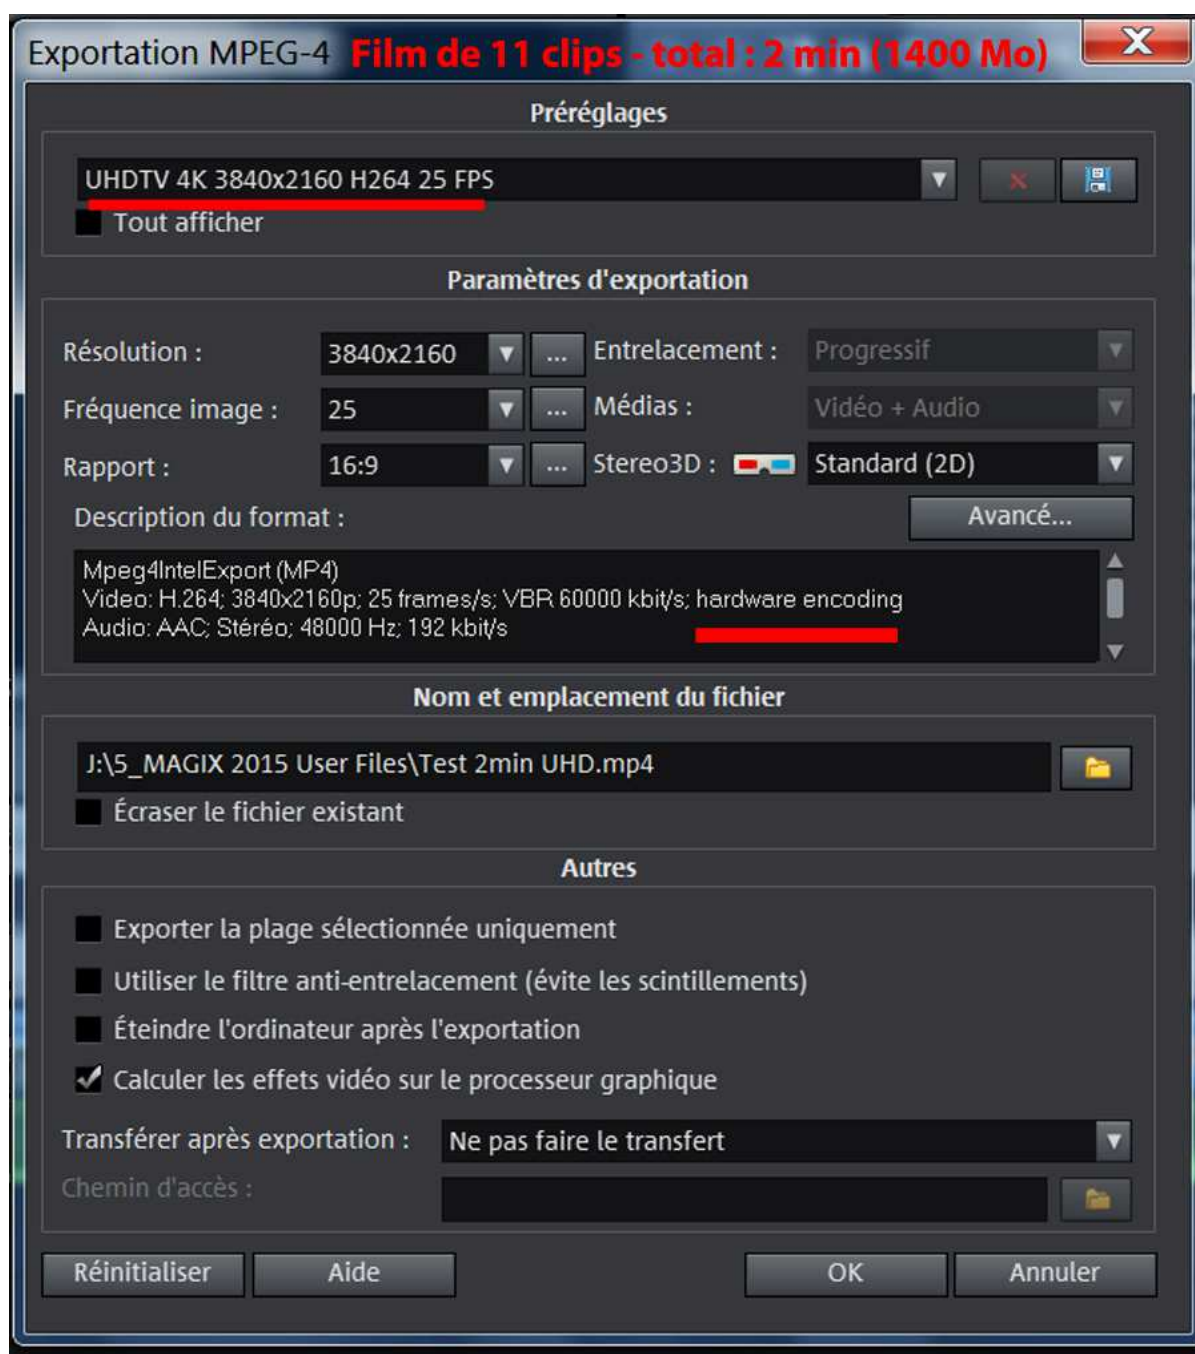 Exportation MPEG-4 Film de 11 clips - total : 2 min (1400 Mo) X
Préréglages
UHDTV 4K 3840x2160 H264 25 FPS
Tout afficher
Paramètres d'exportation
Résolution : 3840x2160 ... Entrelacement : Progressif
Fréquence image : 25 ... Médias : Vidéo + Audio
Rapport : 16:9 ... Stereo3D : Standard (2D)
Description du format : Avancé...
Mpeg4IntelExport (MP4)
Video: H.264; 3840x2160p; 25 frames/s; VBR 60000 kbit/s; hardware encoding
Audio: AAC; Stéréo; 48000 Hz; 192 kbit/s
Nom et emplacement du fichier
J:\5_MAGIX 2015 User Files\Test 2min UHD.mp4
Écraser le fichier existant
Autres
Exporter la plage sélectionnée uniquement
Utiliser le filtre anti-entrelacement (évite les scintillements)
Éteindre l'ordinateur après l'exportation
Calculer les effets vidéo sur le processeur graphique
Transférer après exportation : Ne pas faire le transfert
Chemin d'accès :
Réinitialiser Aide OK Annuler